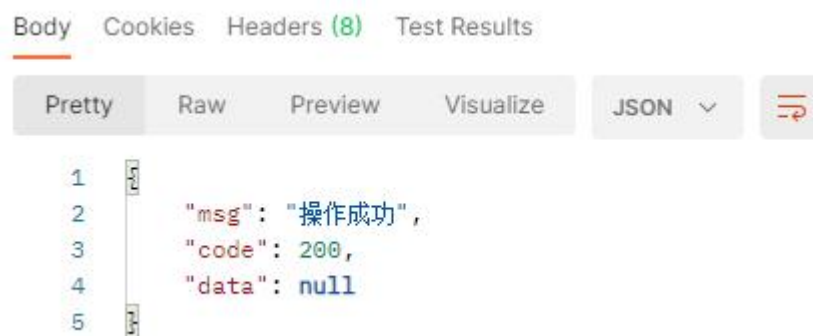 Body Cookies Headers (8) Test Results
Pretty Raw Preview Visualize JSON
1 {
2 "msg": "操作成功",
3 "code": 200,
4 "data": null
5 }